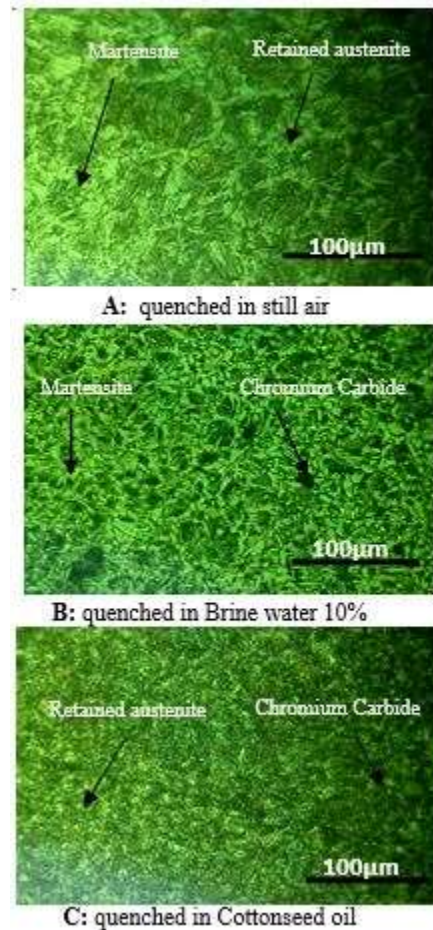 Martensite Retained austenite
100μm
A: quenched in still air
Martensite Chromium Carbide
100μm
B: quenched in Brine water 10%
Retained austenite Chromium Carbide
100μm
C: quenched in Cottonseed oil